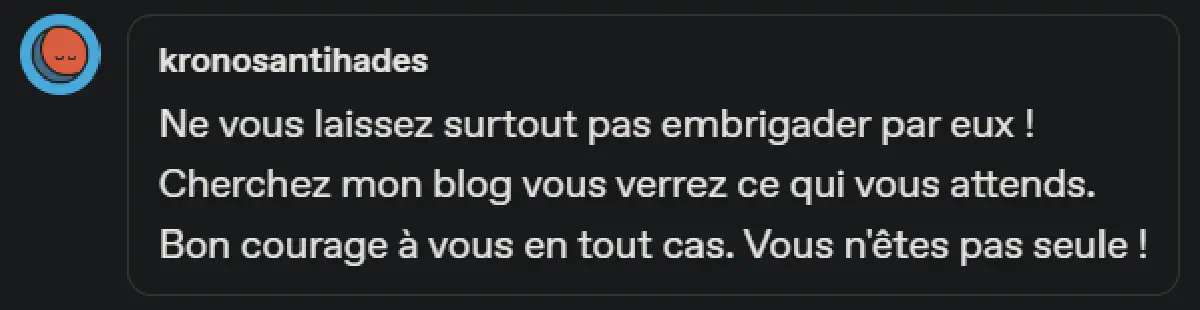 kronosantihades
Ne vous laissez surtout pas embrigader par eux !
Cherchez mon blog vous verrez ce qui vous attends.
Bon courage à vous en tout cas. Vous n'êtes pas seule !